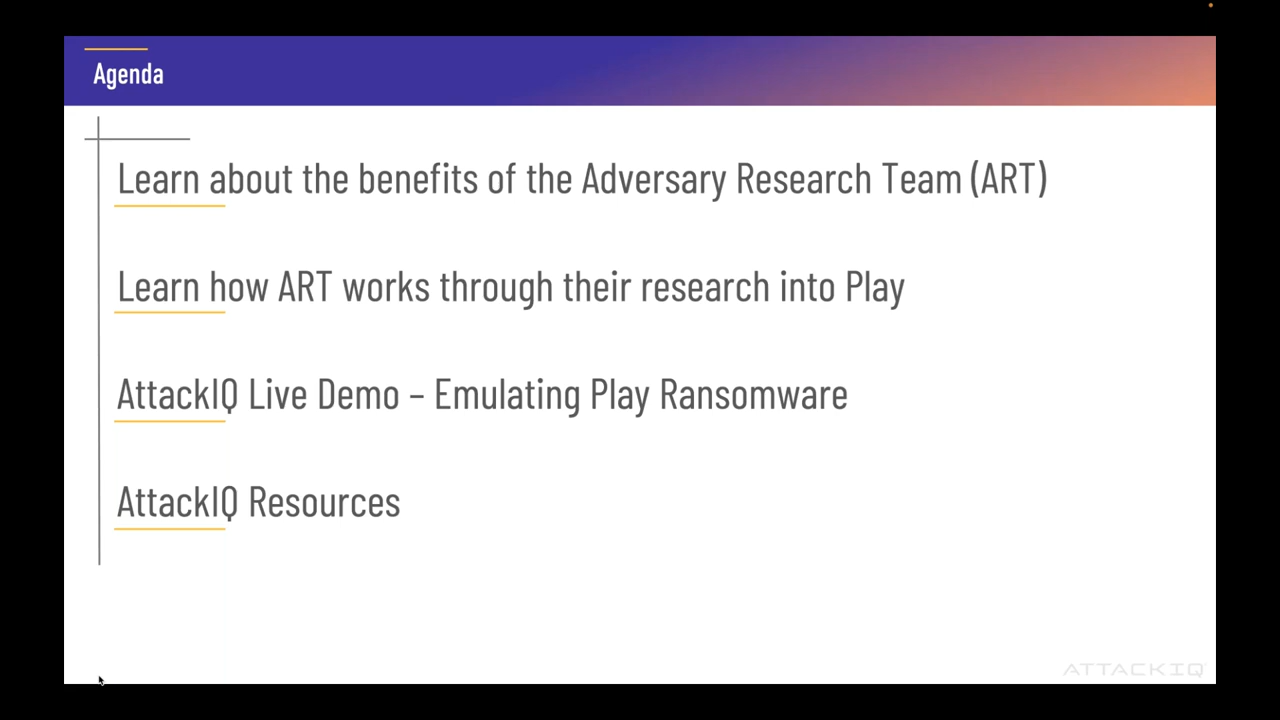 Agenda
Learn about the benefits of the Adversary Research Team (ART)
Learn how ART works through their research into Play
AttackIQ Live Demo – Emulating Play Ransomware
AttackIQ Resources
ATTACKIQ